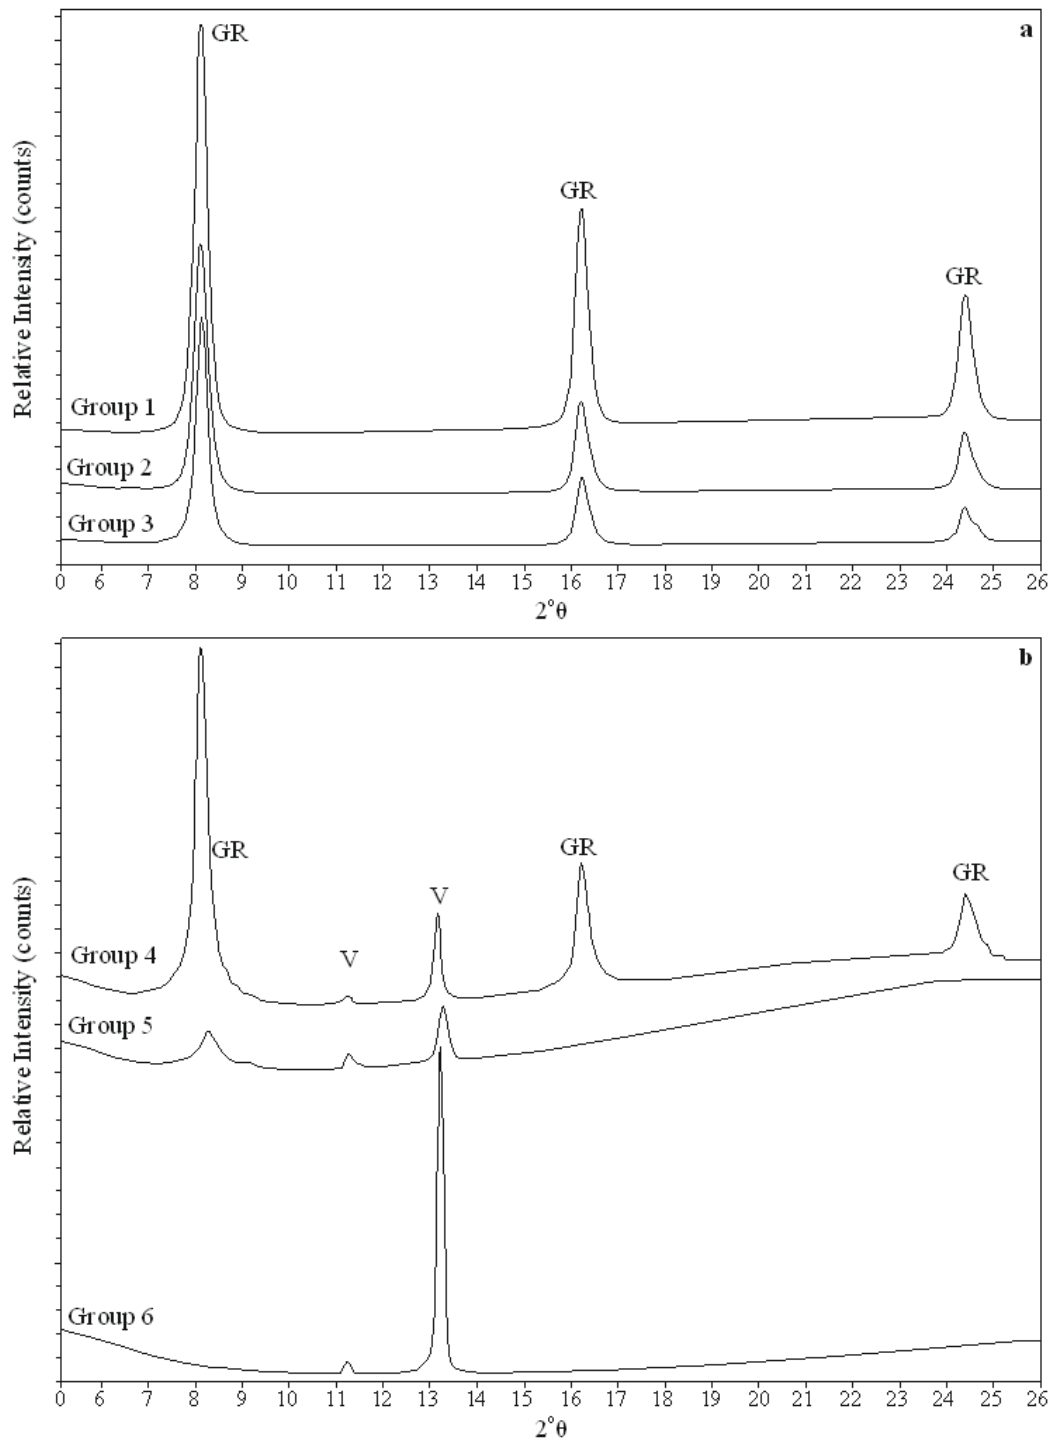 a
GR
GR
GR
Relative Intensity (counts)
Group 1
Group 2
Group 3
0 6 7 8 9 10 11 12 13 14 15 16 17 18 19 20 21 22 23 24 25 26
2°θ
b
GR
GR
GR
V
V
Relative Intensity (counts)
Group 4
Group 5
Group 6
0 6 7 8 9 10 11 12 13 14 15 16 17 18 19 20 21 22 23 24 25 26
2°θ